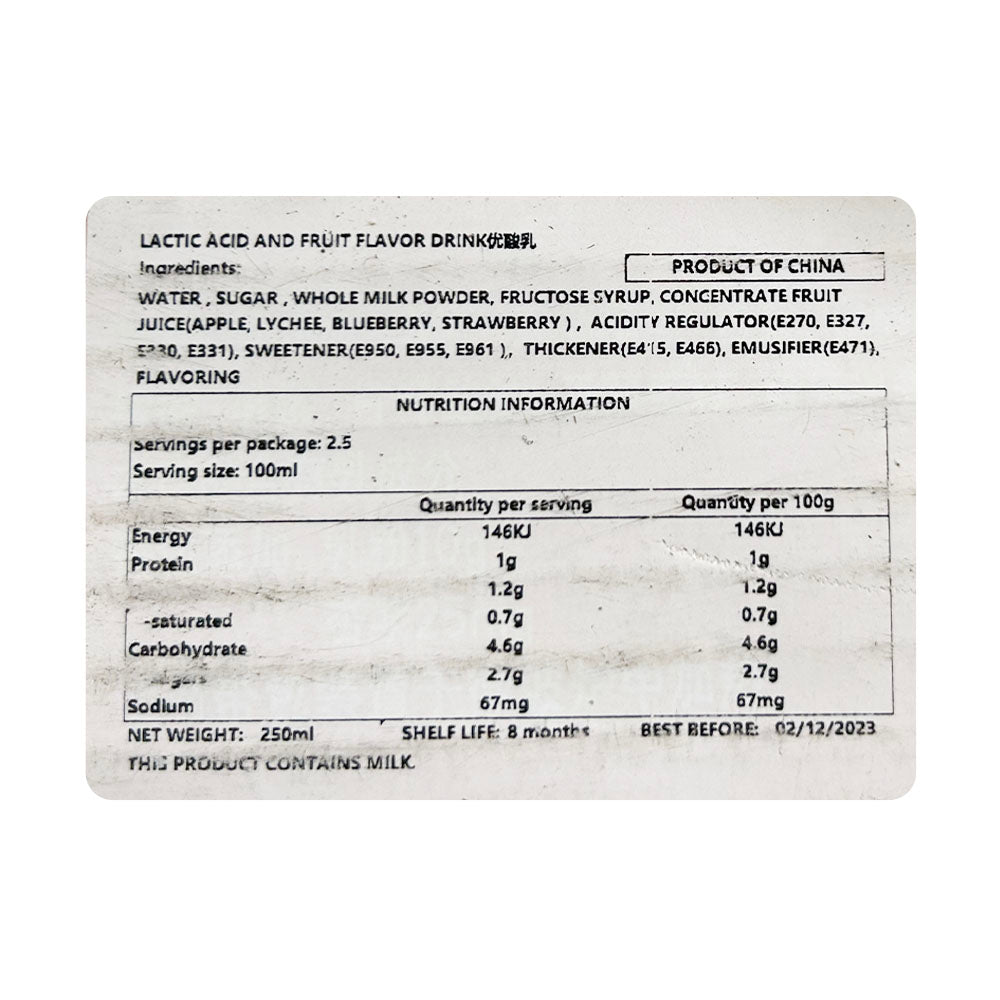 LACTIC ACID AND FRUIT FLAVOR DRINK优酸乳
Ingredients:
PRODUCT OF CHINA
WATER , SUGAR , WHOLE MILK POWDER, FRUCTOSE SYRUP, CONCENTRATE FRUIT
JUICE(APPLE, LYCHEE, BLUEBERRY, STRAWBERRY ) , ACIDITY REGULATOR(E270, E327,
E331), SWEETENER(E950, E955, E961 ), THICKENER(E415, E466), EMUSIFIER(E471),
FLAVORING
NUTRITION INFORMATION
Servings per package: 2.5
Serving size: 100ml
Quantity per serving Quantity per 100g
Energy 146KJ 146KJ
Protein 1g 1g
1.2g 1.2g
-saturated 0.7g 0.7g
Carbohydrate 4.6g 4.6g
2.7g 2.7g
Sodium 67mg 67mg
NET WEIGHT: 250ml SHELF LIFE: 8 months BEST BEFORE: 02/12/2023
THIS PRODUCT CONTAINS MILK.